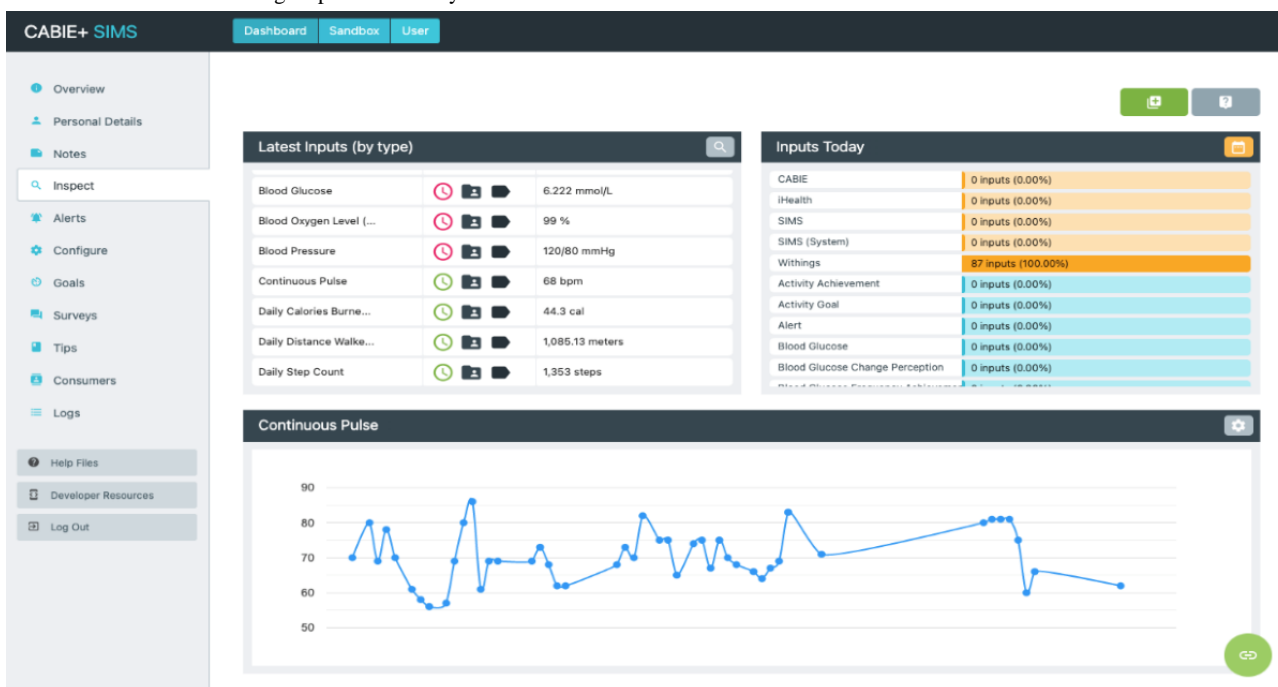 CABIE+ SIMS
Dashboard Sandbox User
Overview
Personal Details
Notes
Inspect
Alerts
Configure
Goals
Surveys
Tips
Consumers
Logs
Help Files
Developer Resources
Log Out
Latest Inputs (by type)
Blood Glucose 6.222 mmol/L
Blood Oxygen Level (... 99 %
Blood Pressure 120/80 mmHg
Continuous Pulse 68 bpm
Daily Calories Burne... 44.3 cal
Daily Distance Walke... 1,085.13 meters
Daily Step Count 1,353 steps
Inputs Today
CABIE 0 inputs (0.00%)
iHealth 0 inputs (0.00%)
SIMS 0 inputs (0.00%)
SIMS (System) 0 inputs (0.00%)
Withings 87 inputs (100.00%)
Activity Achievement 0 inputs (0.00%)
Activity Goal 0 inputs (0.00%)
Alert 0 inputs (0.00%)
Blood Glucose 0 inputs (0.00%)
Blood Glucose Change Perception 0 inputs (0.00%)
Continuous Pulse
90
80
70
60
50